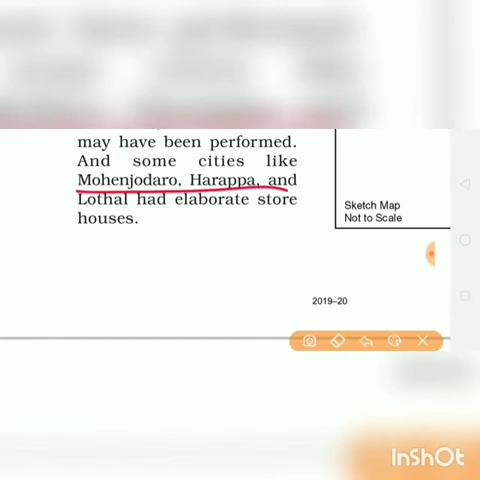 may have been performed.
And some cities like
Mohenjodaro, Harappa, and
Lothal had elaborate store
houses.
Sketch Map
Not to Scale
2019–20
InShOt